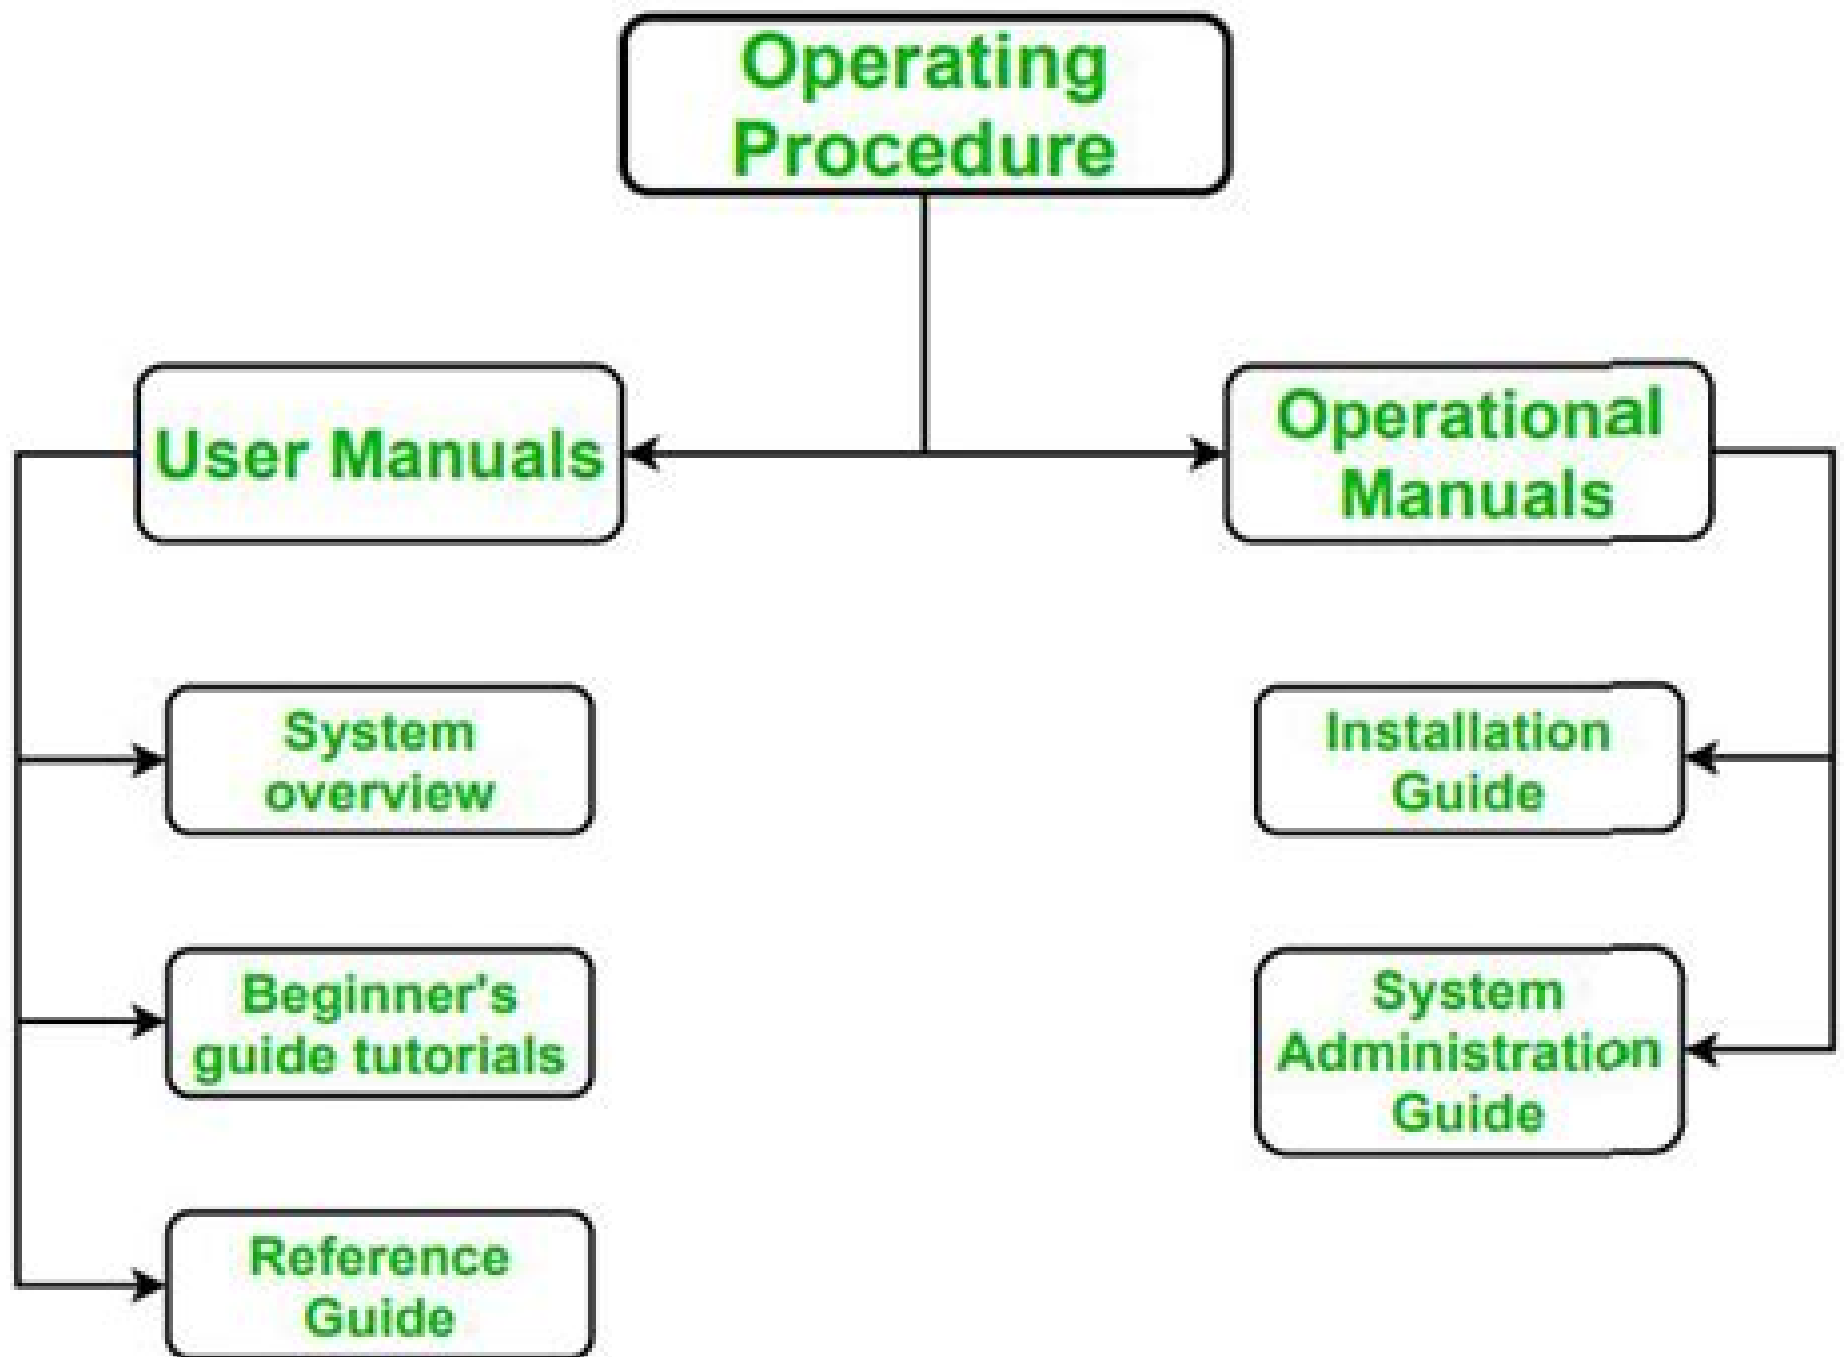 Operating
Procedure
User Manuals
Operational
Manuals
System
overview
Installation
Guide
Beginner's
guide tutorials
System
Administration
Guide
Reference
Guide